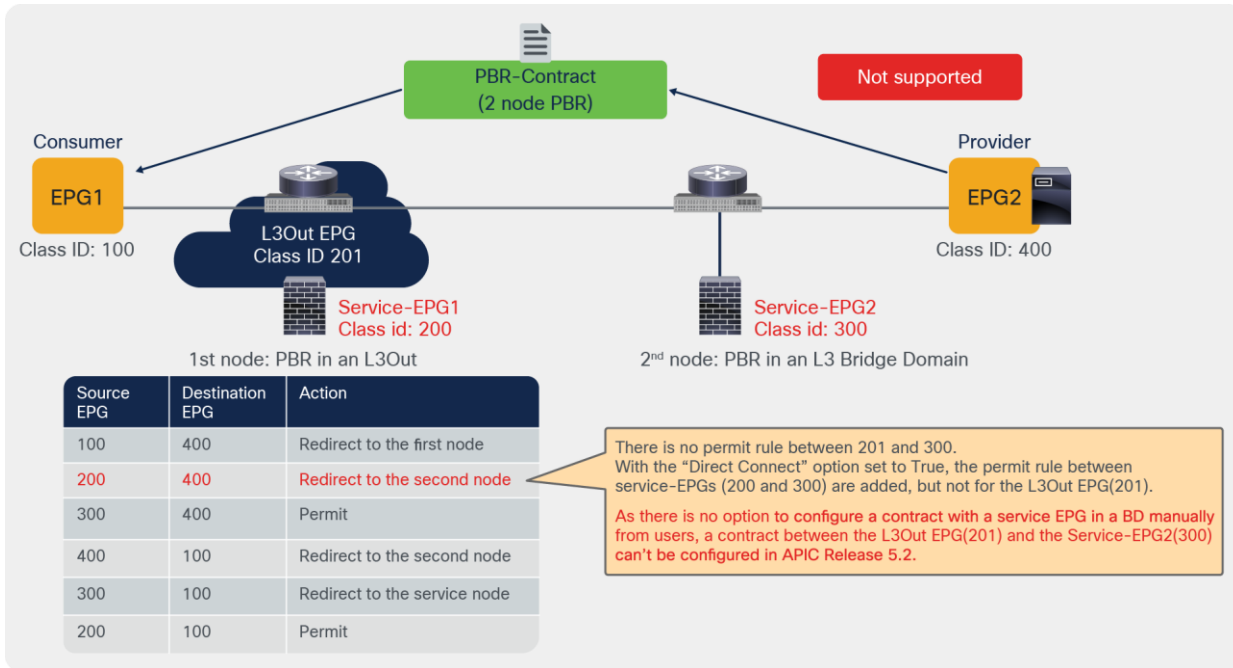 PBR-Contract
(2 node PBR)
Not supported
Consumer
Provider
EPG1
EPG2
L3Out EPG
Class ID 201
Class ID: 100
Class ID: 400
Service-EPG1
Class id: 200
Service-EPG2
Class id: 300
1st node: PBR in an L3Out
2nd node: PBR in an L3 Bridge Domain
Source EPG Destination EPG Action
100 400 Redirect to the first node
200 400 Redirect to the second node
300 400 Permit
400 100 Redirect to the second node
300 100 Redirect to the service node
200 100 Permit
There is no permit rule between 201 and 300.
With the “Direct Connect” option set to True, the permit rule between
service-EPGs (200 and 300) are added, but not for the L3Out EPG(201).
As there is no option to configure a contract with a service EPG in a BD manually
from users, a contract between the L3Out EPG(201) and the Service-EPG2(300)
can’t be configured in APIC Release 5.2.